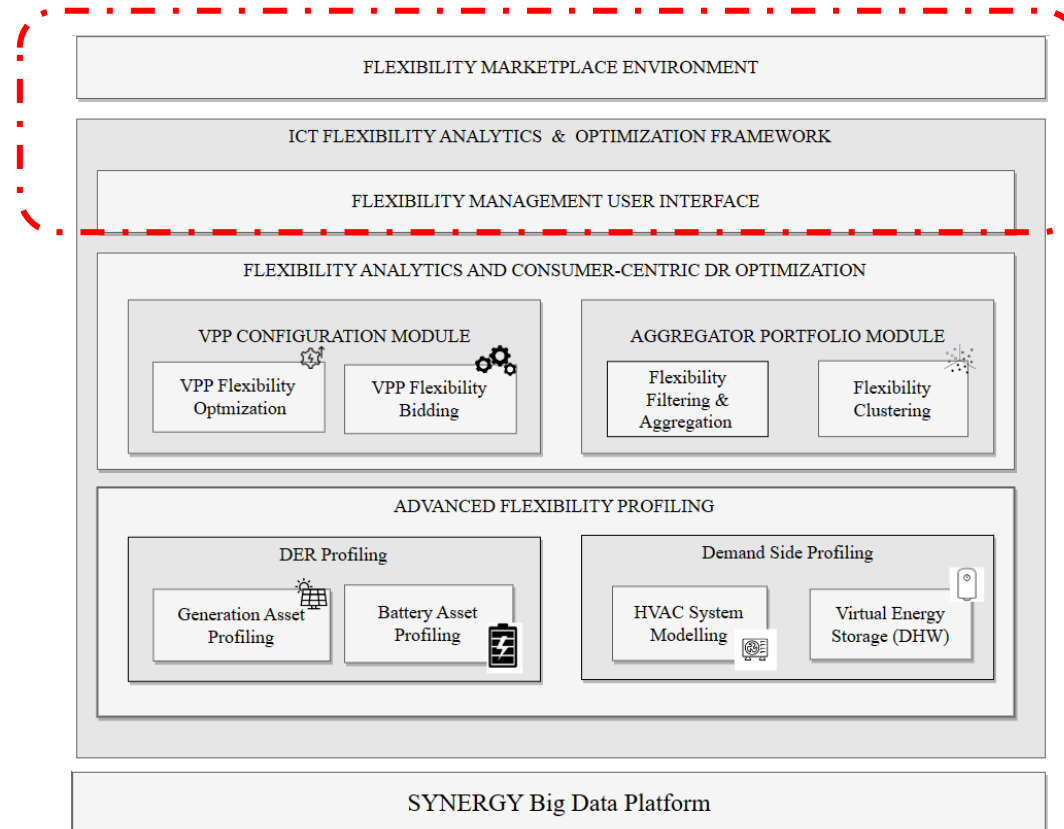 FLEXIBILITY MARKETPLACE ENVIRONMENT
ICT FLEXIBILITY ANALYTICS & OPTIMIZATION FRAMEWORK
FLEXIBILITY MANAGEMENT USER INTERFACE
FLEXIBILITY ANALYTICS AND CONSUMER-CENTRIC DR OPTIMIZATION
VPP CONFIGURATION MODULE
VPP Flexibility
Optmization
VPP Flexibility
Bidding
AGGREGATOR PORTFOLIO MODULE
Flexibility
Filtering &
Aggregation
Flexibility
Clustering
ADVANCED FLEXIBILITY PROFILING
DER Profiling
Generation Asset
Profiling
Battery Asset
Profiling
Demand Side Profiling
HVAC System
Modelling
Virtual Energy
Storage (DHW)
SYNERGY Big Data Platform